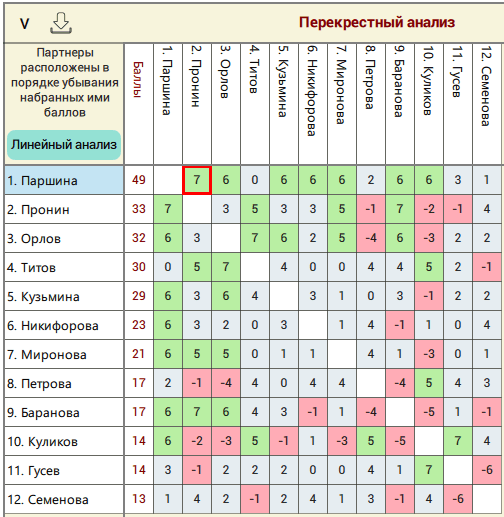 v Перекрестный анализ
Партнеры
расположены в
порядке убывания
набранных ими
баллов
Линейный анализ
Баллы 1. Паршина 2. Пронин 3. Орлов 4. Титов 5. Кузьмина 6. Никифорова 7. Миронова 8. Петрова 9. Баранова 10. Куликов 11. Гусев 12. Семенова
1. Паршина 49 7 6 0 6 6 6 2 6 6 3 1
2. Пронин 33 7 3 5 3 3 5 -1 7 -2 -1 4
3. Орлов 32 6 3 7 6 2 5 -4 6 -3 2 2
4. Титов 30 0 5 7 4 0 0 4 4 5 2 -1
5. Кузьмина 29 6 3 6 4 3 1 0 3 -1 2 2
6. Никифорова 23 6 3 2 0 3 1 4 -1 1 0 4
7. Миронова 21 6 5 5 0 1 1 4 1 -3 0 1
8. Петрова 17 2 -1 -4 4 0 4 4 -4 5 4 3
9. Баранова 17 6 7 6 4 3 -1 1 -4 -5 1 -1
10. Куликов 14 6 -2 -3 5 -1 1 -3 5 -5 7 4
11. Гусев 14 3 -1 2 2 2 0 0 4 1 7 -6
12. Семенова 13 1 4 2 -1 2 4 1 3 -1 4 -6